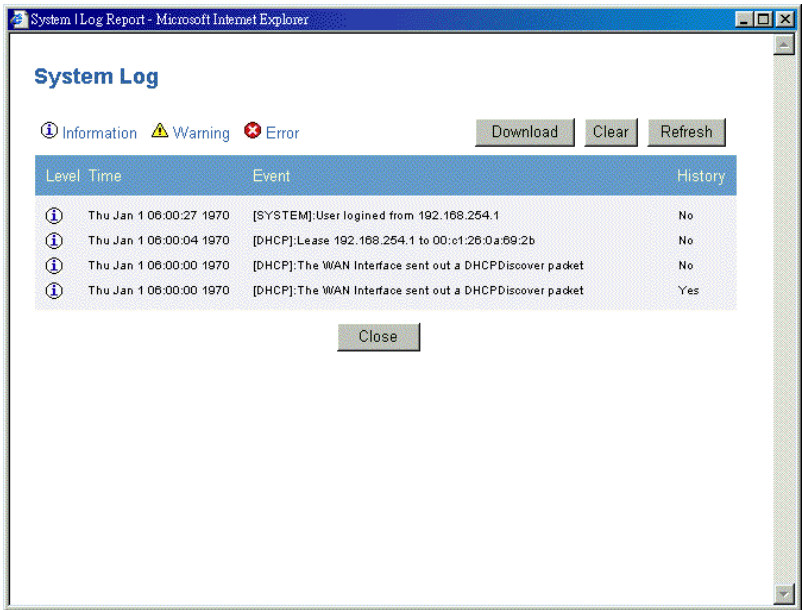 System | Log Report - Microsoft Internet Explorer
System Log
Information Warning Error Download Clear Refresh
Level Time Event History
Thu Jan 1 06:00:27 1970 [SYSTEM]:User logined from 192.168.254.1 No
Thu Jan 1 06:00:04 1970 [DHCP]:Lease 192.168.254.1 to 00:c1:26:0a:69:2b No
Thu Jan 1 06:00:00 1970 [DHCP]:The WAN Interface sent out a DHCPDiscover packet No
Thu Jan 1 06:00:00 1970 [DHCP]:The WAN Interface sent out a DHCPDiscover packet Yes
Close